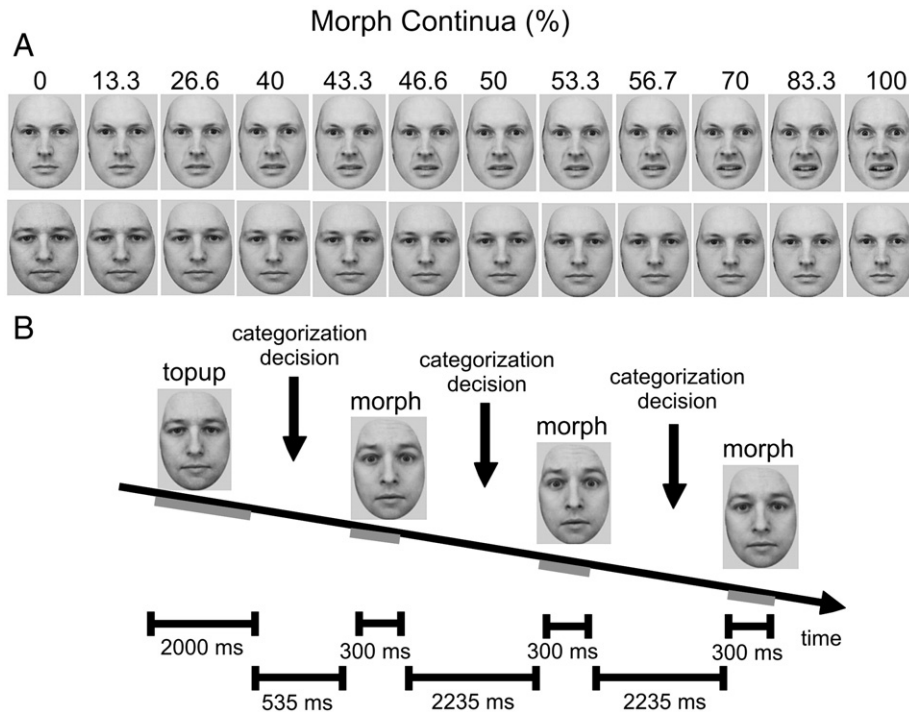 Morph Continua (%)
A
0 13.3 26.6 40 43.3 46.6 50 53.3 56.7 70 83.3 100
B
categorization
decision
categorization
decision
categorization
decision
topup
morph
morph
morph
time
2000 ms
300 ms
300 ms
300 ms
535 ms
2235 ms
2235 ms